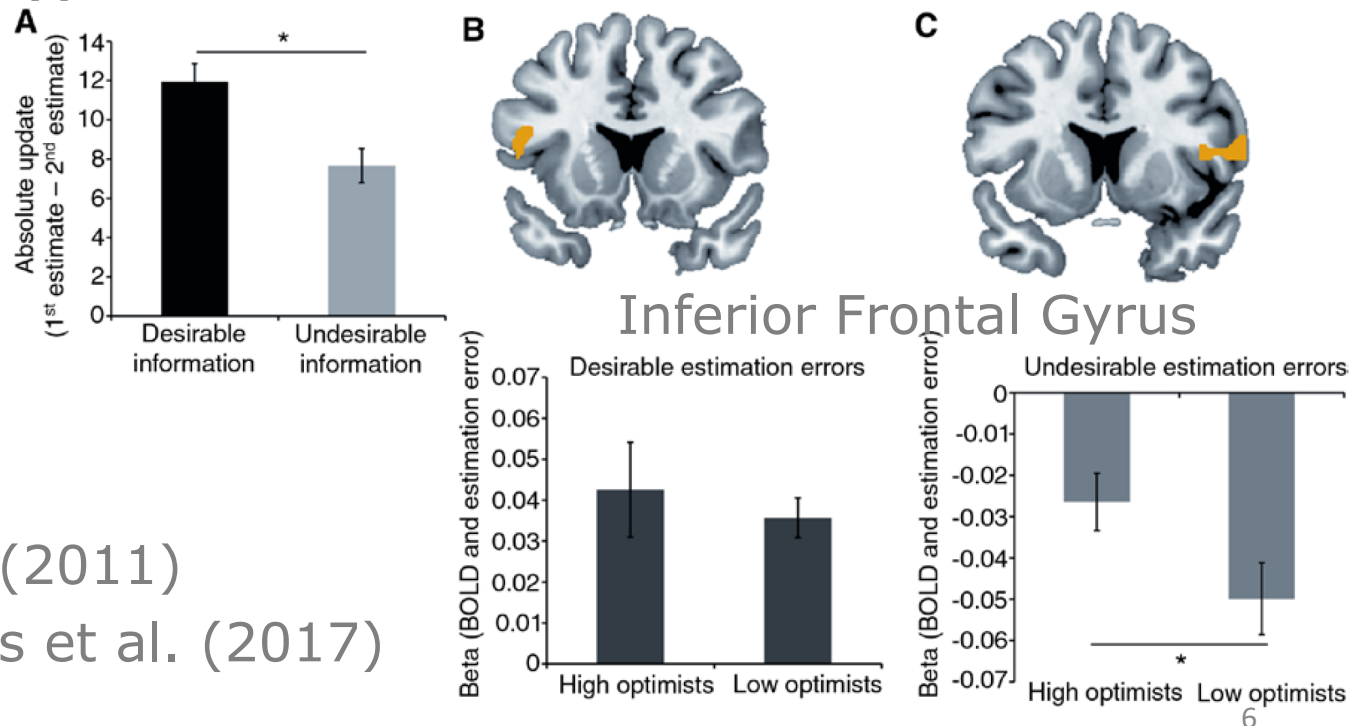 A
Absolute update
(1st estimate – 2nd estimate)
14
12
10
8
6
4
2
0
*
Desirable
information
Undesirable
information
B
C
Inferior Frontal Gyrus
Desirable estimation errors
Beta (BOLD and estimation error)
0.07
0.06
0.05
0.04
0.03
0.02
0.01
0
High optimists
Low optimists
Undesirable estimation errors
Beta (BOLD and estimation error)
0
-0.01
-0.02
-0.03
-0.04
-0.05
-0.06
-0.07
*
High optimists
Low optimists
(2011)
s et al. (2017)
6